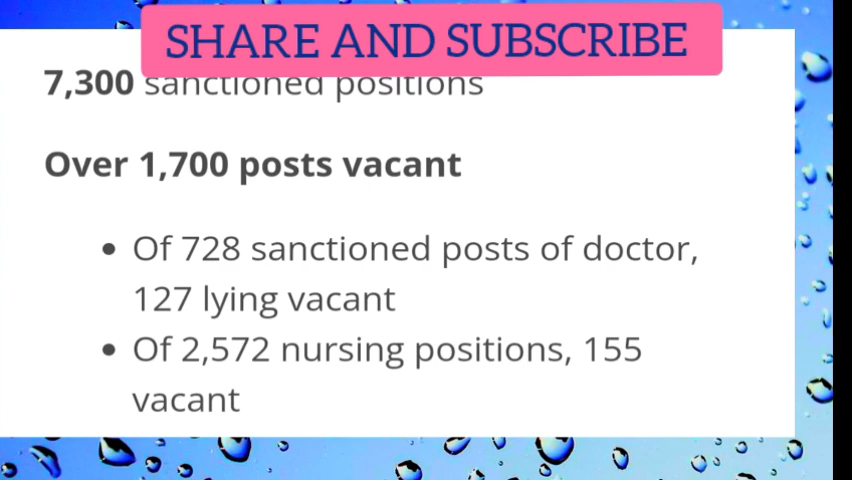 SHARE AND SUBSCRIBE
7,300 sanctioned positions
Over 1,700 posts vacant
• Of 728 sanctioned posts of doctor,
127 lying vacant
• Of 2,572 nursing positions, 155
vacant